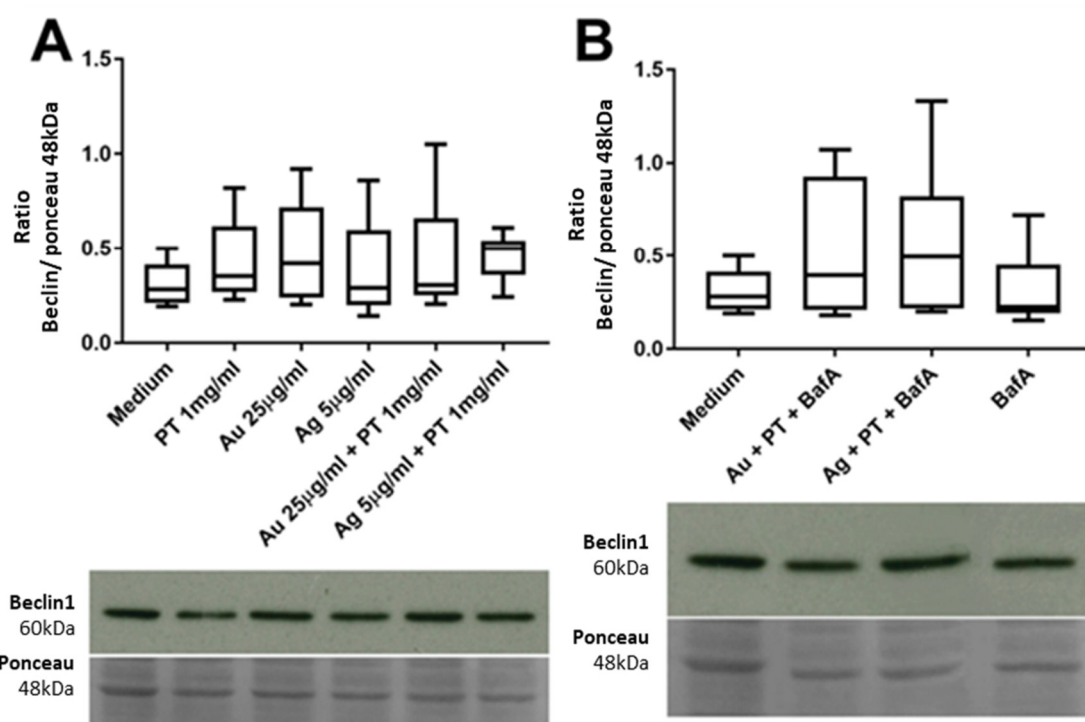 A
Ratio
Beclin/ ponceau 48kDa
1.5
1.0
0.5
0.0
Medium
PT 1mg/ml
Au 25µg/ml
Ag 5µg/ml
Au 25µg/ml + PT 1mg/ml
Ag 5µg/ml + PT 1mg/ml
Beclin1
60kDa
Ponceau
48kDa
B
Ratio
Beclin/ ponceau 48kDa
1.5
1.0
0.5
0.0
Medium
Au + PT + BafA
Ag + PT + BafA
BafA
Beclin1
60kDa
Ponceau
48kDa